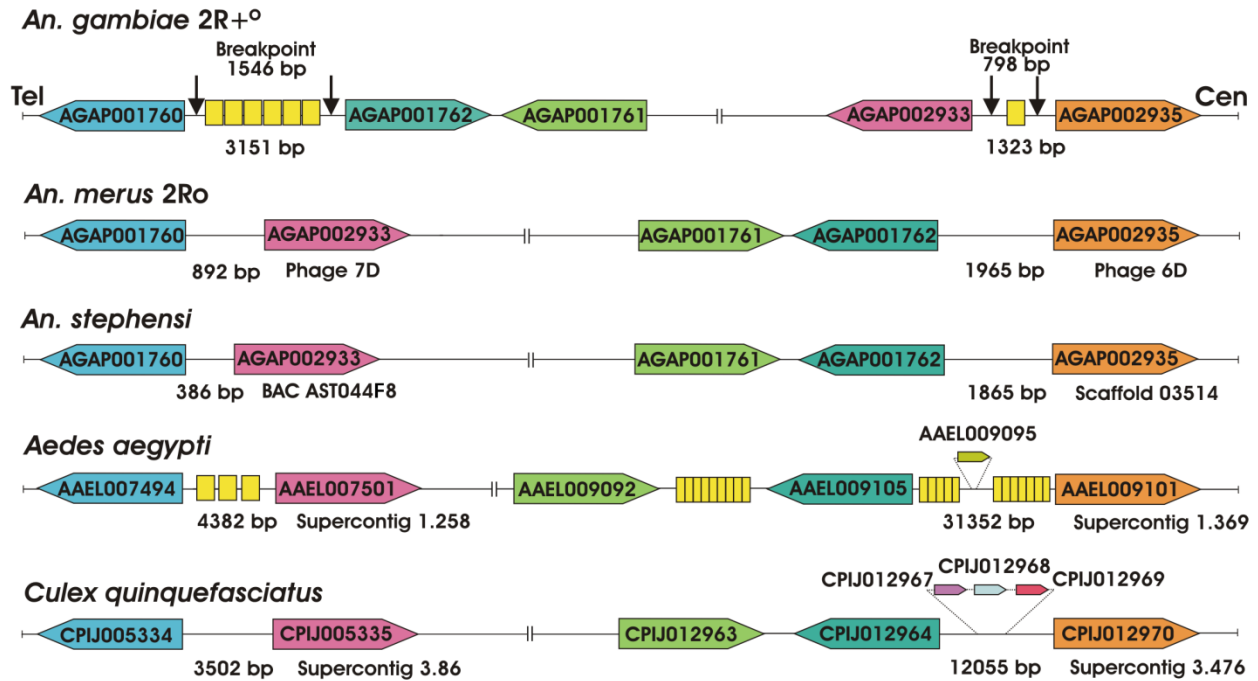 An. gambiae 2R+º
Breakpoint
1546 bp
Breakpoint
798 bp
Tel
Cen
AGAP001760
AGAP001762
AGAP001761
AGAP002933
AGAP002935
3151 bp
1323 bp
An. merus 2Ro
AGAP001760
AGAP002933
AGAP001761
AGAP001762
AGAP002935
892 bp
Phage 7D
1965 bp
Phage 6D
An. stephensi
AGAP001760
AGAP002933
AGAP001761
AGAP001762
AGAP002935
386 bp
BAC AST044F8
1865 bp
Scaffold 03514
Aedes aegypti
AAEL009095
AAEL007494
AAEL007501
AAEL009092
AAEL009105
AAEL009101
4382 bp
Supercontig 1.258
31352 bp
Supercontig 1.369
Culex quinquefasciatus
CPIJ012967
CPIJ012968
CPIJ012969
CPIJ005334
CPIJ005335
CPIJ012963
CPIJ012964
CPIJ012970
3502 bp
Supercontig 3.86
12055 bp
Supercontig 3.476